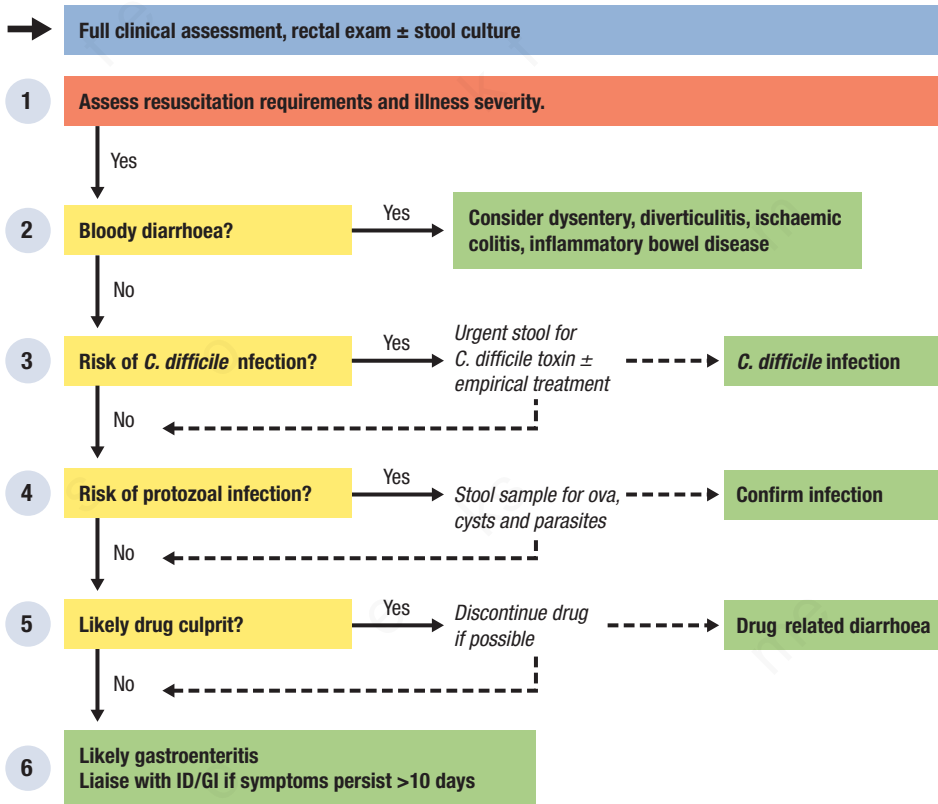 Full clinical assessment, rectal exam ± stool culture
1
Assess resuscitation requirements and illness severity.
Yes
2
Bloody diarrhoea?
Yes
Consider dysentery, diverticulitis, ischaemic
colitis, inflammatory bowel disease
No
3
Risk of C. difficile nfection?
Yes
Urgent stool for
C. difficile toxin ±
empirical treatment
C. difficile infection
No
4
Risk of protozoal infection?
Yes
Stool sample for ova,
cysts and parasites
Confirm infection
No
5
Likely drug culprit?
Yes
Discontinue drug
if possible
Drug related diarrhoea
No
6
Likely gastroenteritis
Liaise with ID/GI if symptoms persist >10 days